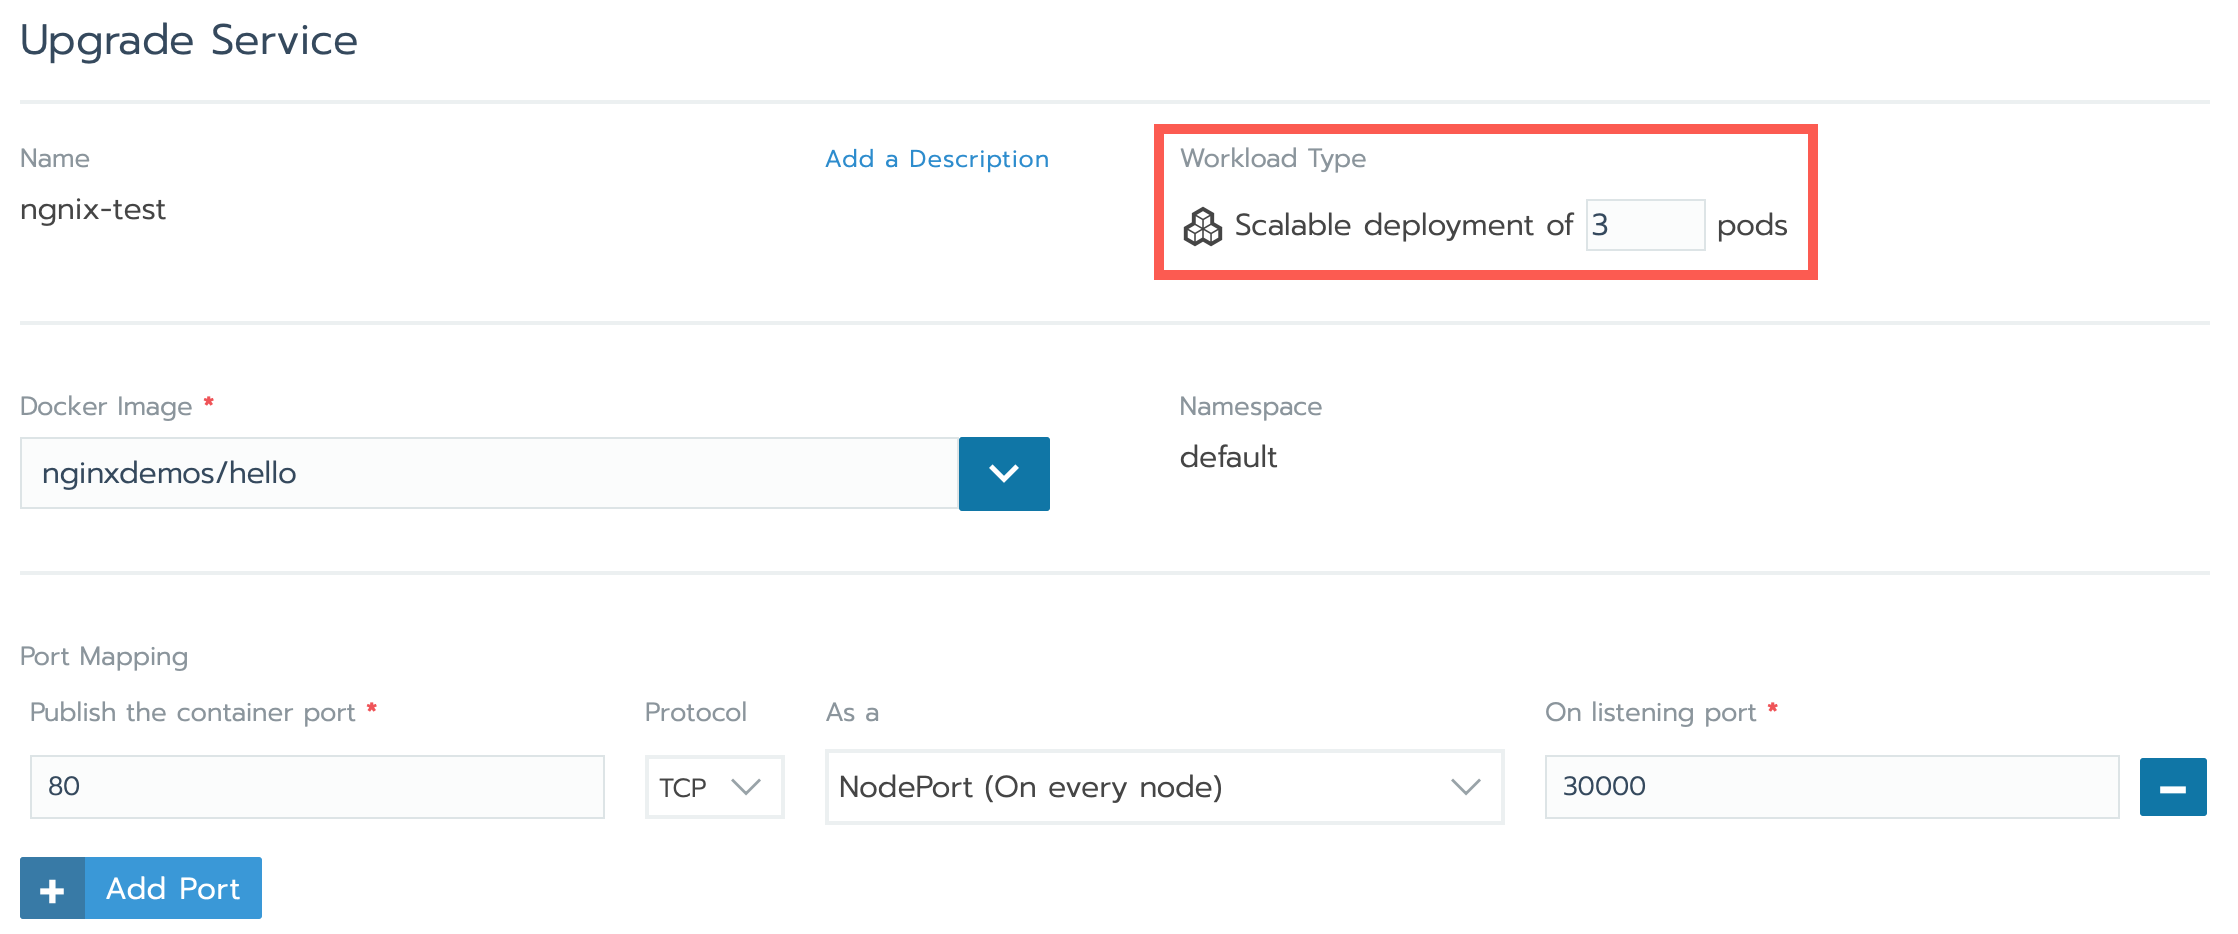 Upgrade Service
Name
Add a Description
Workload Type
ngnix-test
Scalable deployment of 3 pods
Docker Image *
Namespace
nginxdemos/hello
default
Port Mapping
Publish the container port *
Protocol
As a
On listening port *
80
TCP
NodePort (On every node)
30000
Add Port